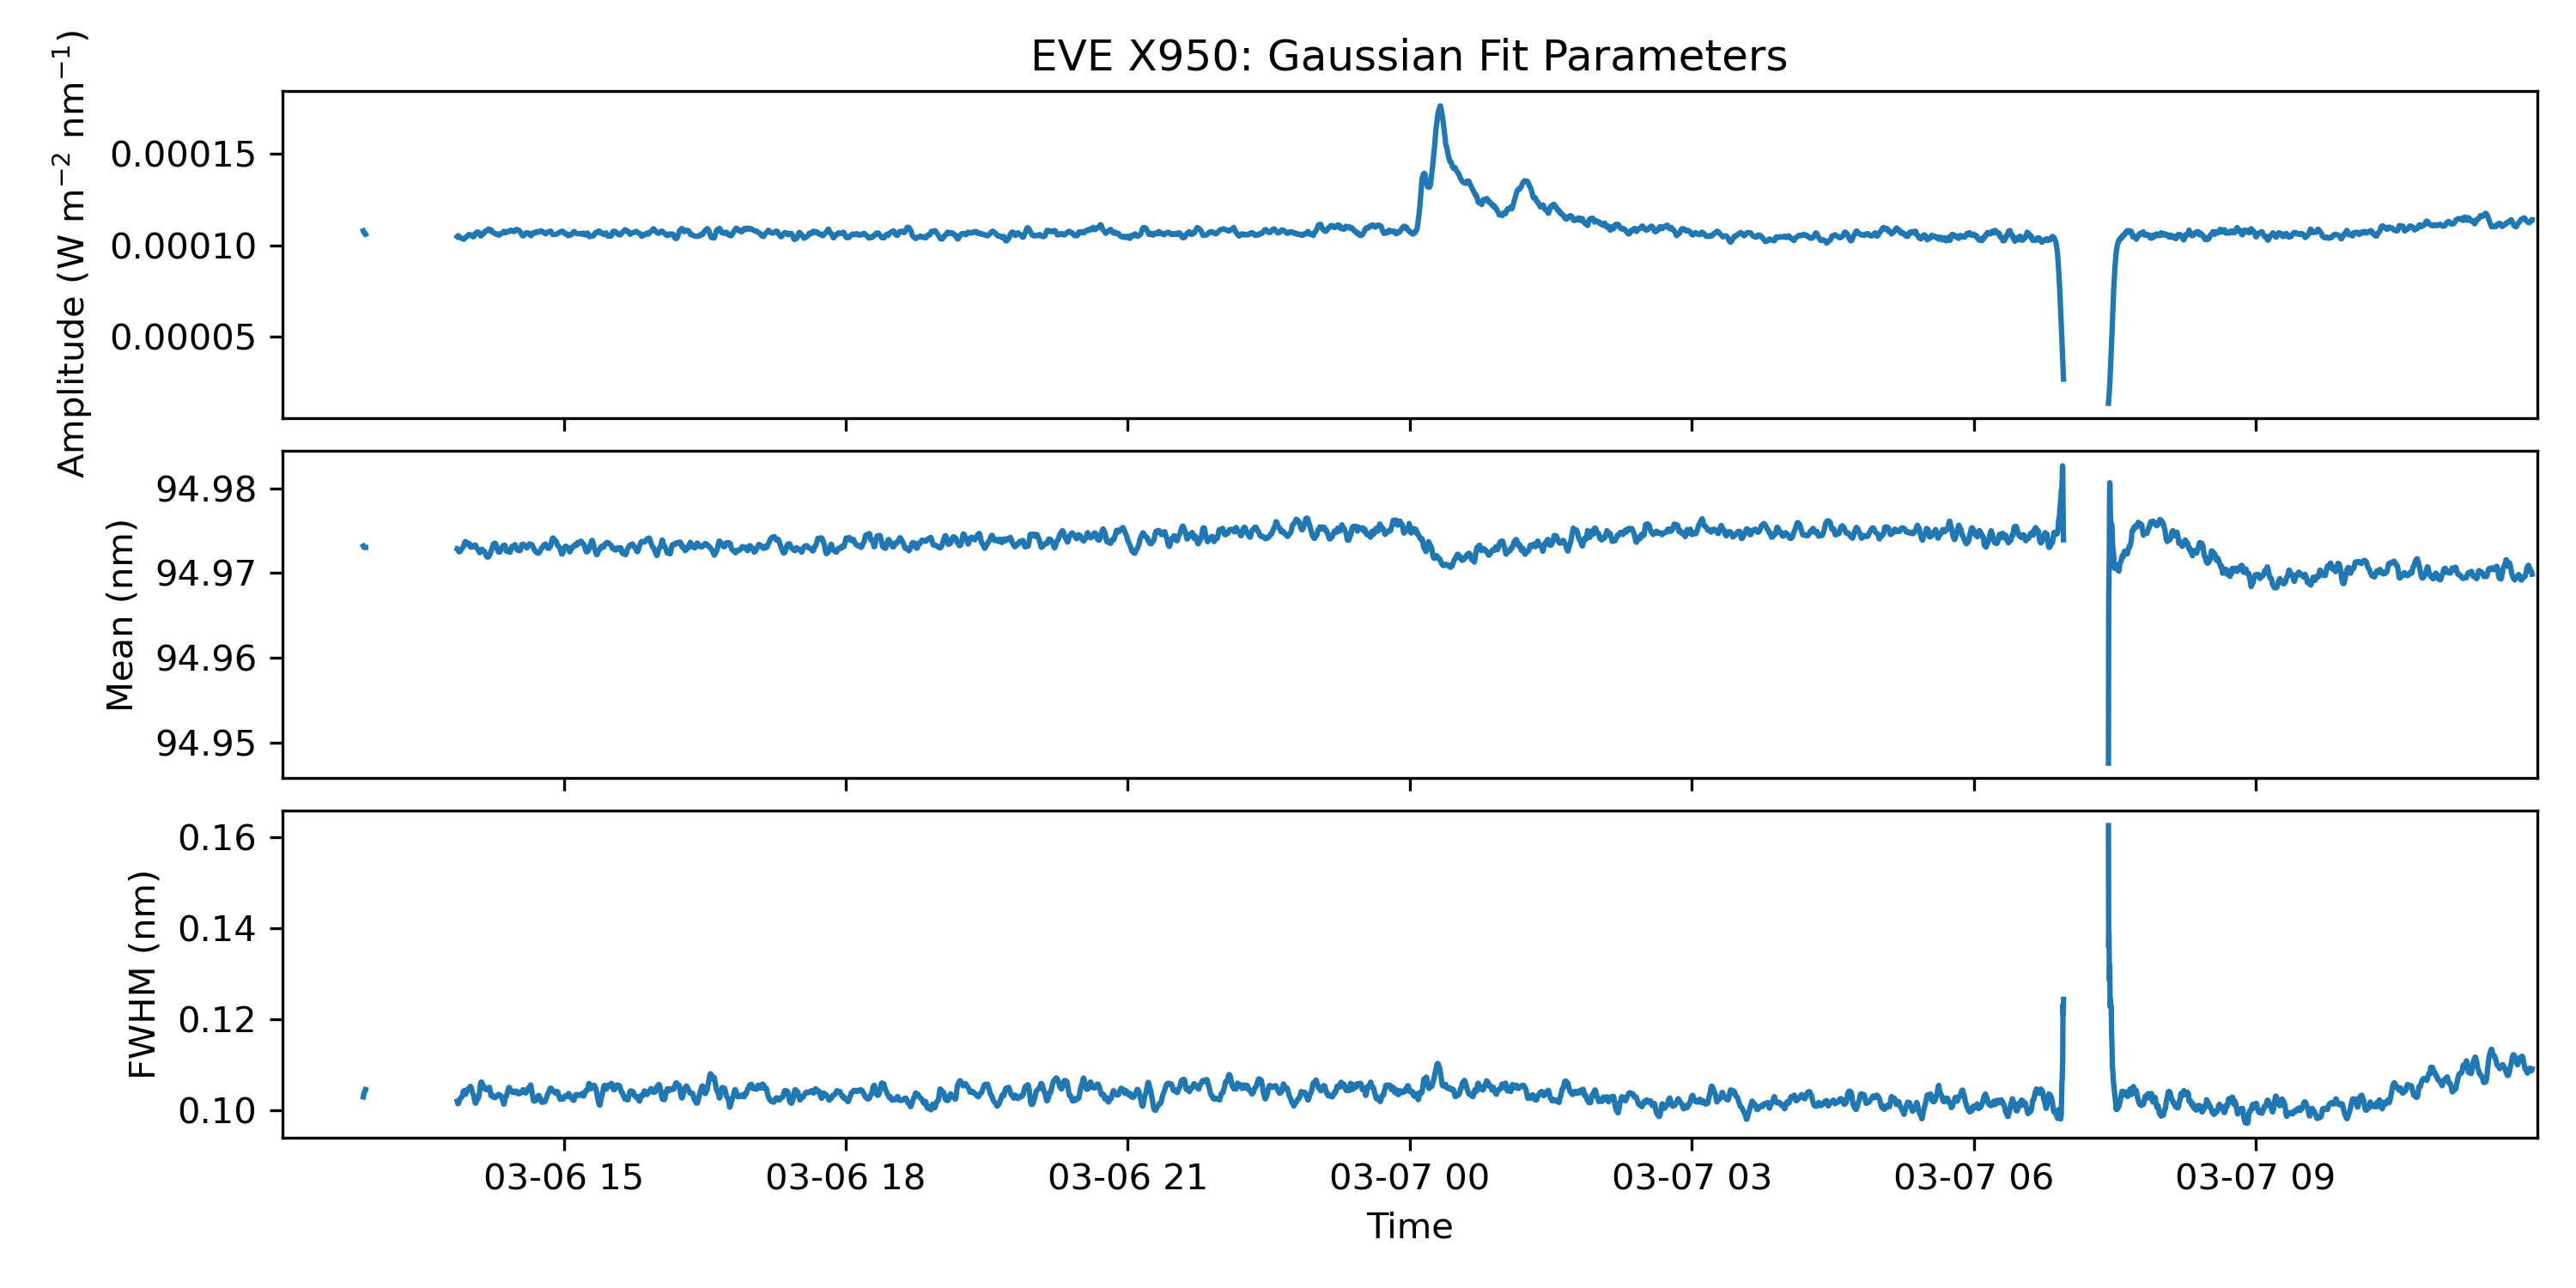 EVE X950: Gaussian Fit Parameters
Amplitude (W m⁻² nm⁻¹)
0.00015
0.00010
0.00005
Mean (nm)
94.98
94.97
94.96
94.95
FWHM (nm)
0.16
0.14
0.12
0.10
03-06 15 03-06 18 03-06 21 03-07 00 03-07 03 03-07 06 03-07 09
Time